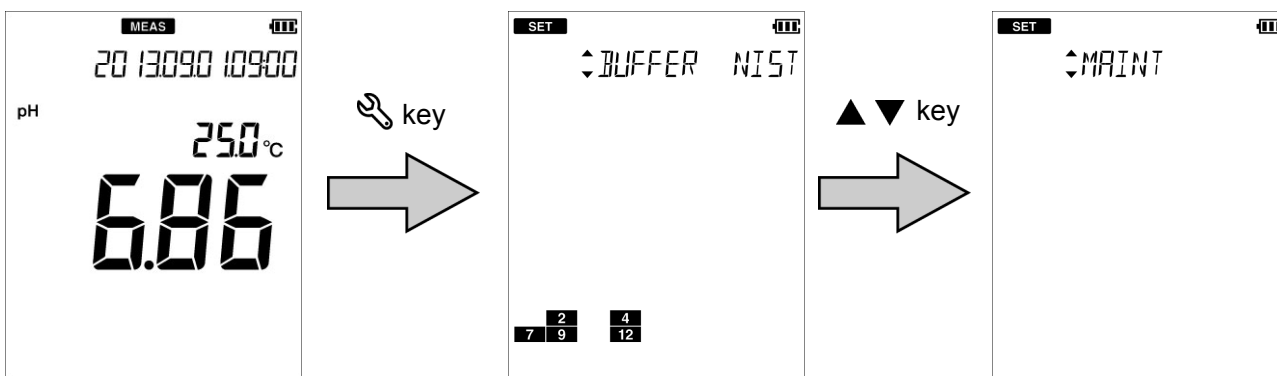 MEAS
2013.09.01.09:00
pH
25.0 °C
6.86
key
SET
BUFFER NIST
2 4
7 9 12
key
SET
MAINT